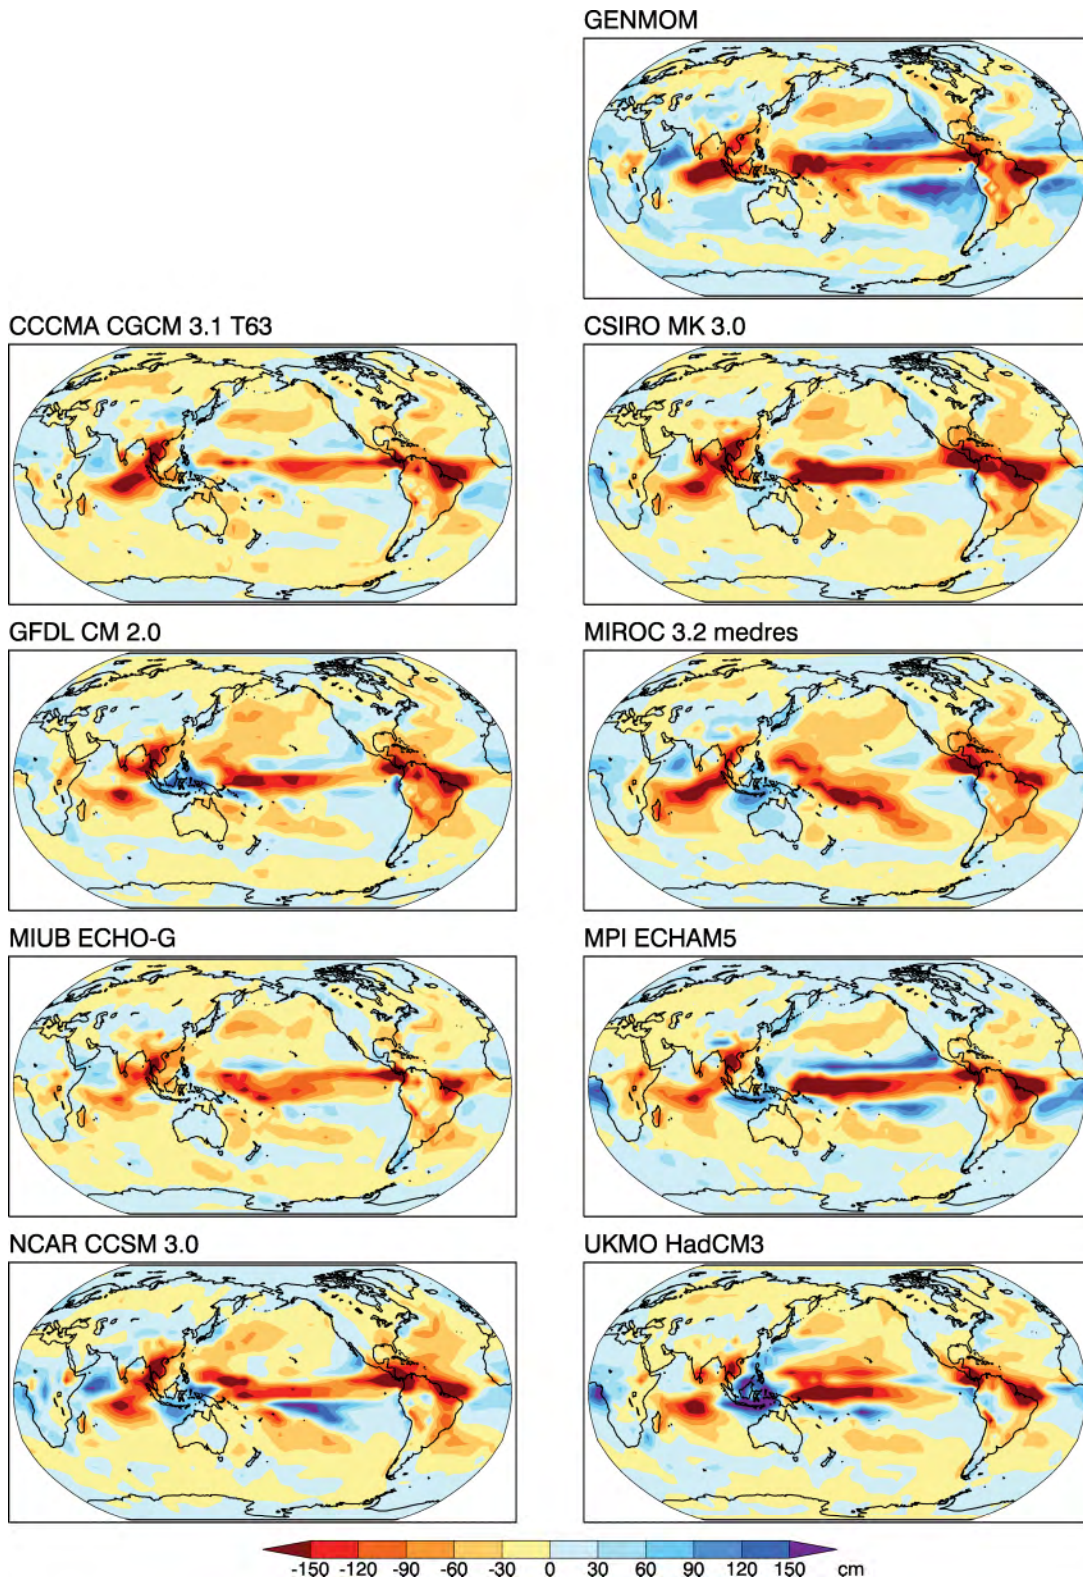 GENMOM
CCCMA CGCM 3.1 T63
CSIRO MK 3.0
GFDL CM 2.0
MIROC 3.2 medres
MIUB ECHO-G
MPI ECHAM5
NCAR CCSM 3.0
UKMO HadCM3
-150 -120 -90 -60 -30 0 30 60 90 120 150 cm